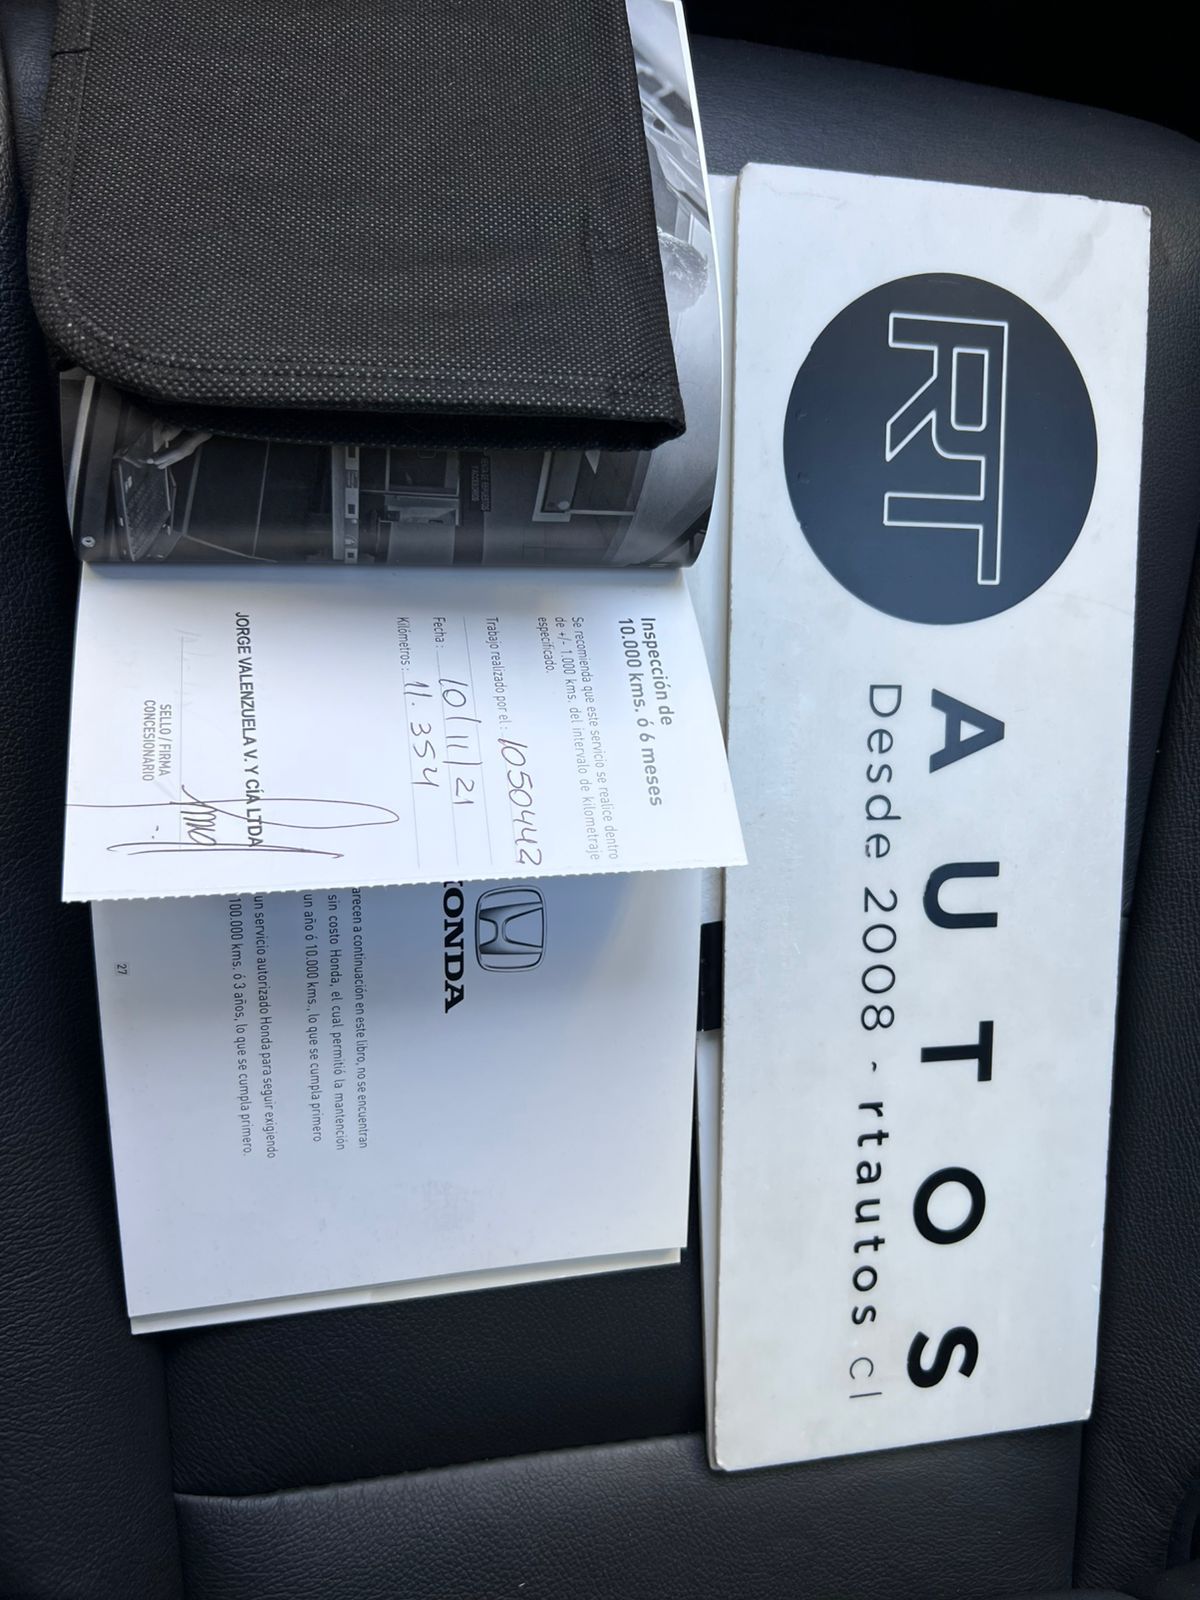 Inspección de
10.000 kms. ó 6 meses
Se recomienda que este servicio se realice dentro
de +/- 1.000 kms. del intervalo de kilometraje
especificado.
Trabajo realizado por el : 1050442
Fecha : 10/11/21
Kilómetros : 11.354
JORGE VALENZUELA V. Y CÍA LTDA
SELLO / FIRMA
CONCESIONARIO
HONDA
arecen a continuación en este libro, no se encuentran
sin costo Honda, el cual permitió la mantención
un año ó 10.000 kms., lo que se cumpla primero
un servicio autorizado Honda para seguir exigiendo
100.000 kms. ó 3 años, lo que se cumpla primero.
27
RT
AUTOS
Desde 2008 - rtautos.cl